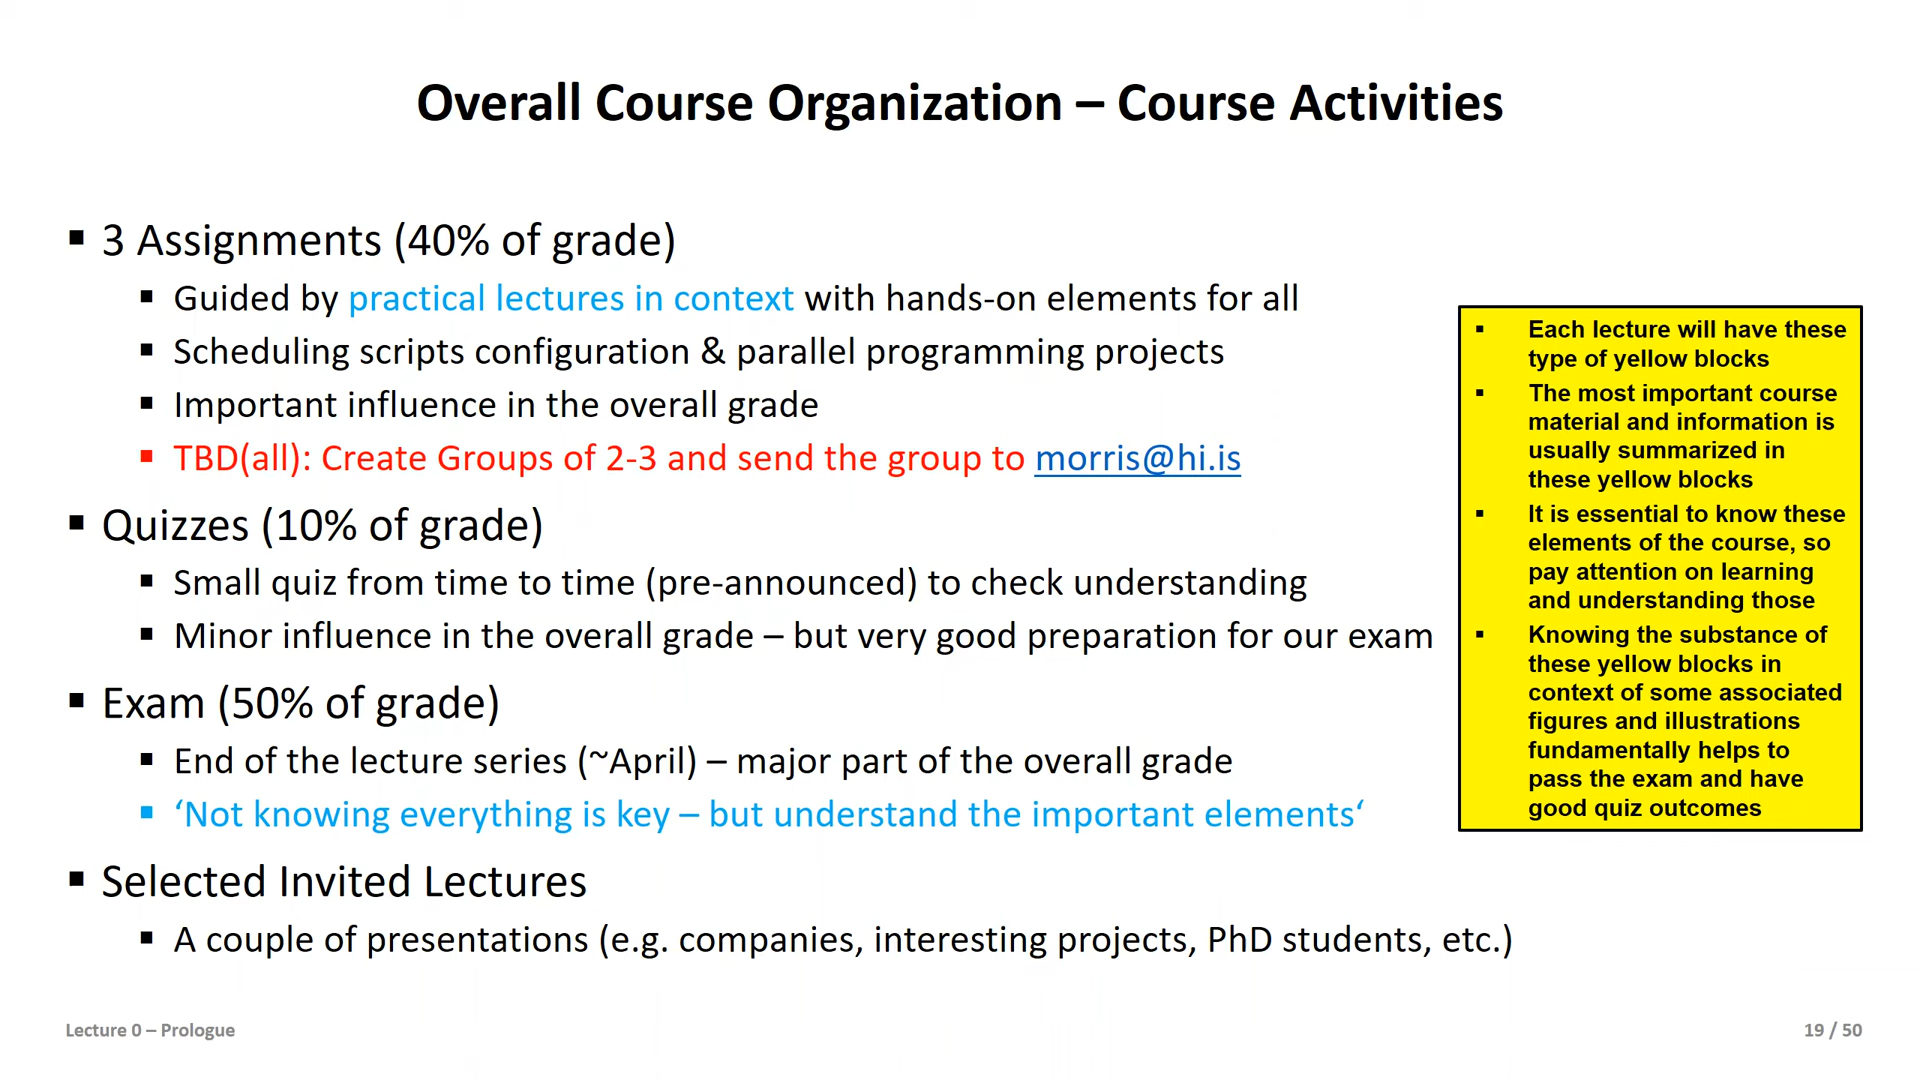 Overall Course Organization – Course Activities
▪ 3 Assignments (40% of grade)
▪ Guided by practical lectures in context with hands-on elements for all
▪ Scheduling scripts configuration & parallel programming projects
▪ Important influence in the overall grade
▪ TBD(all): Create Groups of 2-3 and send the group to morris@hi.is
▪ Quizzes (10% of grade)
▪ Small quiz from time to time (pre-announced) to check understanding
▪ Minor influence in the overall grade – but very good preparation for our exam
▪ Exam (50% of grade)
▪ End of the lecture series (~April) – major part of the overall grade
▪ ‘Not knowing everything is key – but understand the important elements‘
▪ Selected Invited Lectures
▪ A couple of presentations (e.g. companies, interesting projects, PhD students, etc.)
▪ Each lecture will have these
type of yellow blocks
▪ The most important course
material and information is
usually summarized in
these yellow blocks
▪ It is essential to know these
elements of the course, so
pay attention on learning
and understanding those
▪ Knowing the substance of
these yellow blocks in
context of some associated
figures and illustrations
fundamentally helps to
pass the exam and have
good quiz outcomes
Lecture 0 – Prologue
19 / 50